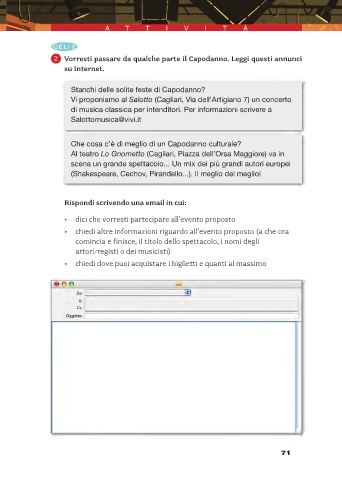 ATTIVITÀ
CELI 2
2 Vorresti passare da qualche parte il Capodanno. Leggi questi annunci
su Internet.
Stanchi delle solite feste di Capodanno?
Vi proponiamo al Salotto (Cagliari, Via dell'Artigiano 7) un concerto
di musica classica per intenditori. Per informazioni scrivere a
Salottomusica@vivi.it
Che cosa c'è di meglio di un Capodanno culturale?
Al teatro Lo Gnometto (Cagliari, Piazza dell'Orsa Maggiore) va in
scena un grande spettacolo... Un mix dei più grandi autori europei
(Shakespeare, Cechov, Pirandello...). Il meglio del meglio!
Rispondi scrivendo una email in cui:
• dici che vorresti partecipare all'evento proposto
• chiedi altre informazioni riguardo all'evento proposto (a che ora
comincia e finisce, il titolo dello spettacolo, i nomi degli
attori/registi o dei musicisti)
• chiedi dove puoi acquistare i biglietti e quanti al massimo
Da:
A:
Cc:
Oggetto:
71